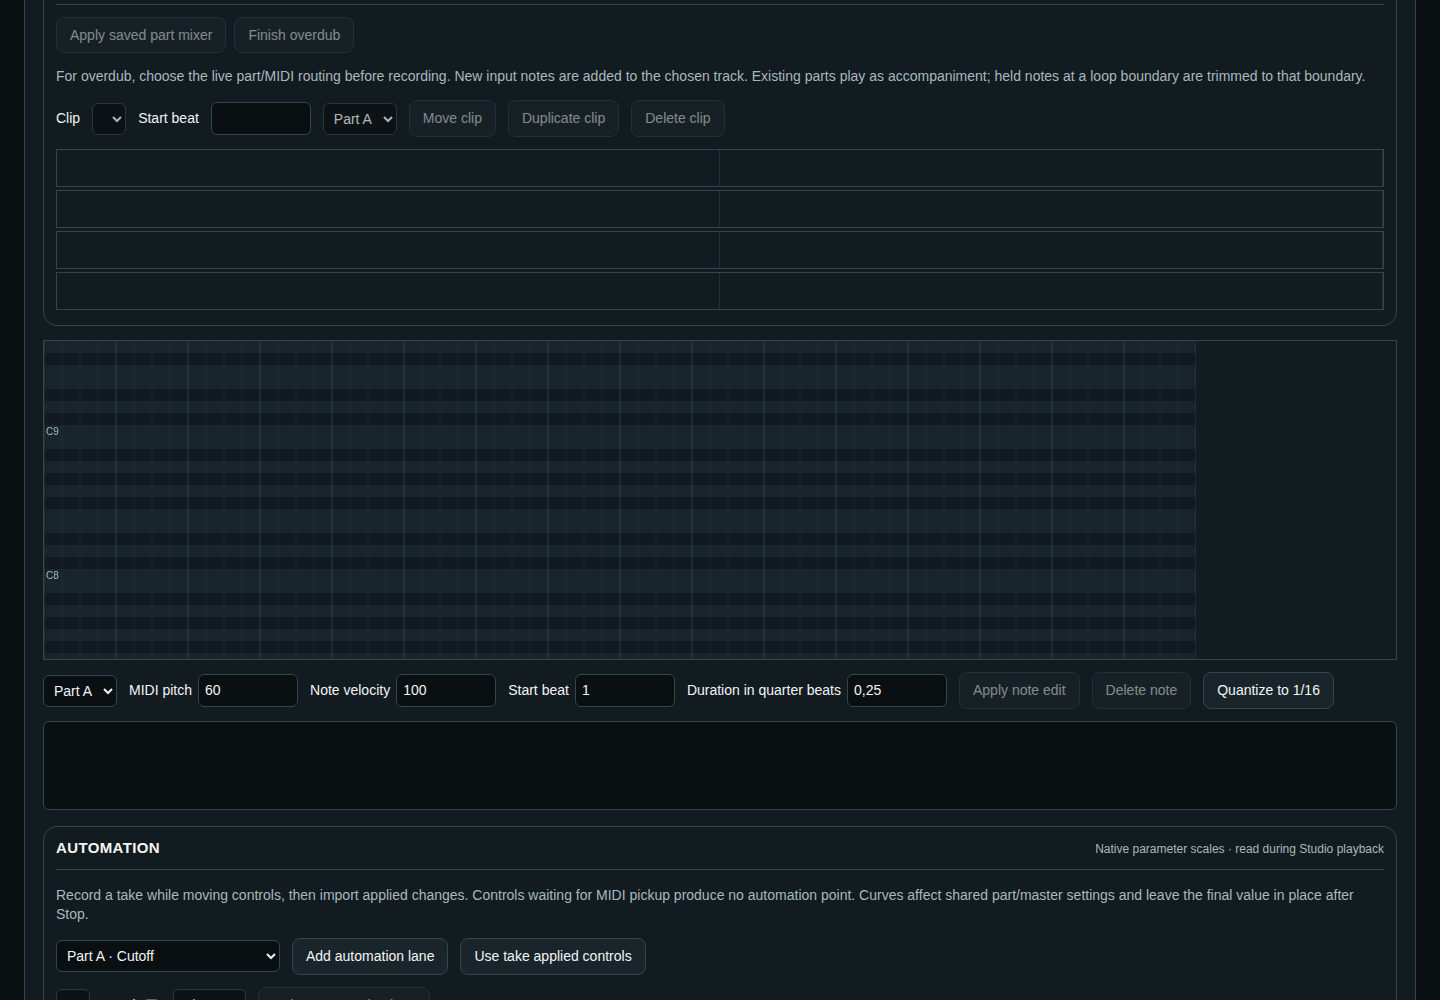 Apply saved part mixer Finish overdub
For overdub, choose the live part/MIDI routing before recording. New input notes are added to the chosen track. Existing parts play as accompaniment; held notes at a loop boundary are trimmed to that boundary.
Clip Start beat Part A Move clip Duplicate clip Delete clip
C9
C8
Part A MIDI pitch 60 Note velocity 100 Start beat 1 Duration in quarter beats 0,25 Apply note edit Delete note Quantize to 1/16
AUTOMATION Native parameter scales · read during Studio playback
Record a take while moving controls, then import applied changes. Controls waiting for MIDI pickup produce no automation point. Curves affect shared part/master settings and leave the final value in place after
Stop.
Part A · Cutoff Add automation lane Use take applied controls